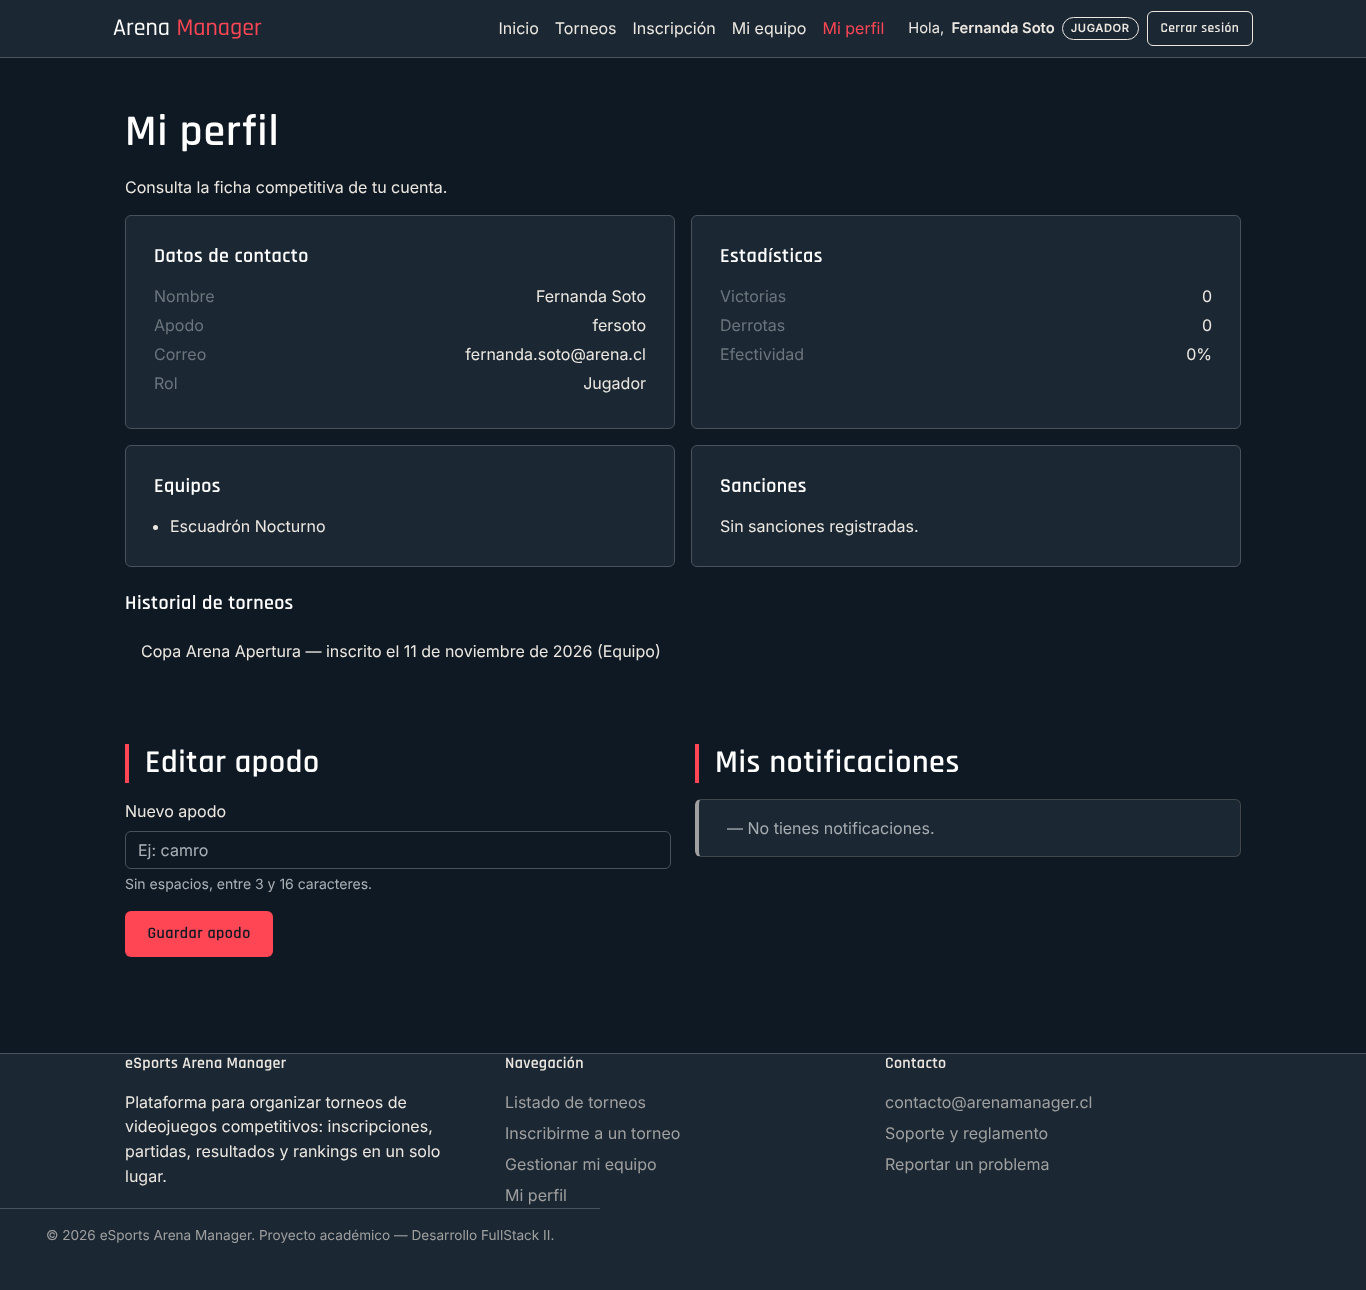 Arena Manager
Inicio Torneos Inscripción Mi equipo Mi perfil Hola, Fernanda Soto JUGADOR Cerrar sesión
Mi perfil
Consulta la ficha competitiva de tu cuenta.
Datos de contacto
Nombre Fernanda Soto
Apodo fersoto
Correo fernanda.soto@arena.cl
Rol Jugador
Estadísticas
Victorias 0
Derrotas 0
Efectividad 0%
Equipos
• Escuadrón Nocturno
Sanciones
Sin sanciones registradas.
Historial de torneos
Copa Arena Apertura — inscrito el 11 de noviembre de 2026 (Equipo)
Editar apodo
Nuevo apodo
Ej: camro
Sin espacios, entre 3 y 16 caracteres.
Guardar apodo
Mis notificaciones
— No tienes notificaciones.
eSports Arena Manager
Plataforma para organizar torneos de
videojuegos competitivos: inscripciones,
partidas, resultados y rankings en un solo
lugar.
Navegación
Listado de torneos
Inscribirme a un torneo
Gestionar mi equipo
Mi perfil
Contacto
contacto@arenamanager.cl
Soporte y reglamento
Reportar un problema
© 2026 eSports Arena Manager. Proyecto académico — Desarrollo FullStack II.